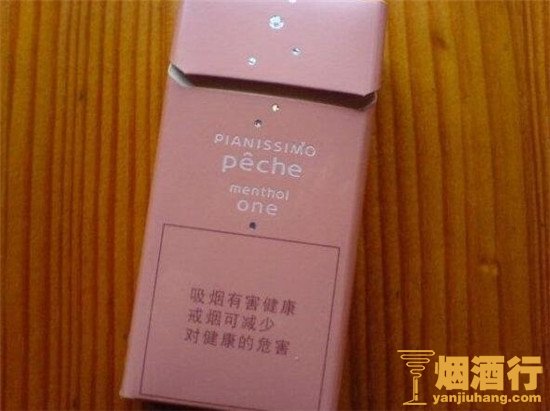 PIANISSIMO
pêche
menthol
one
吸烟有害健康
戒烟可减少
对健康的危害
烟酒行
yanjiuhang.com